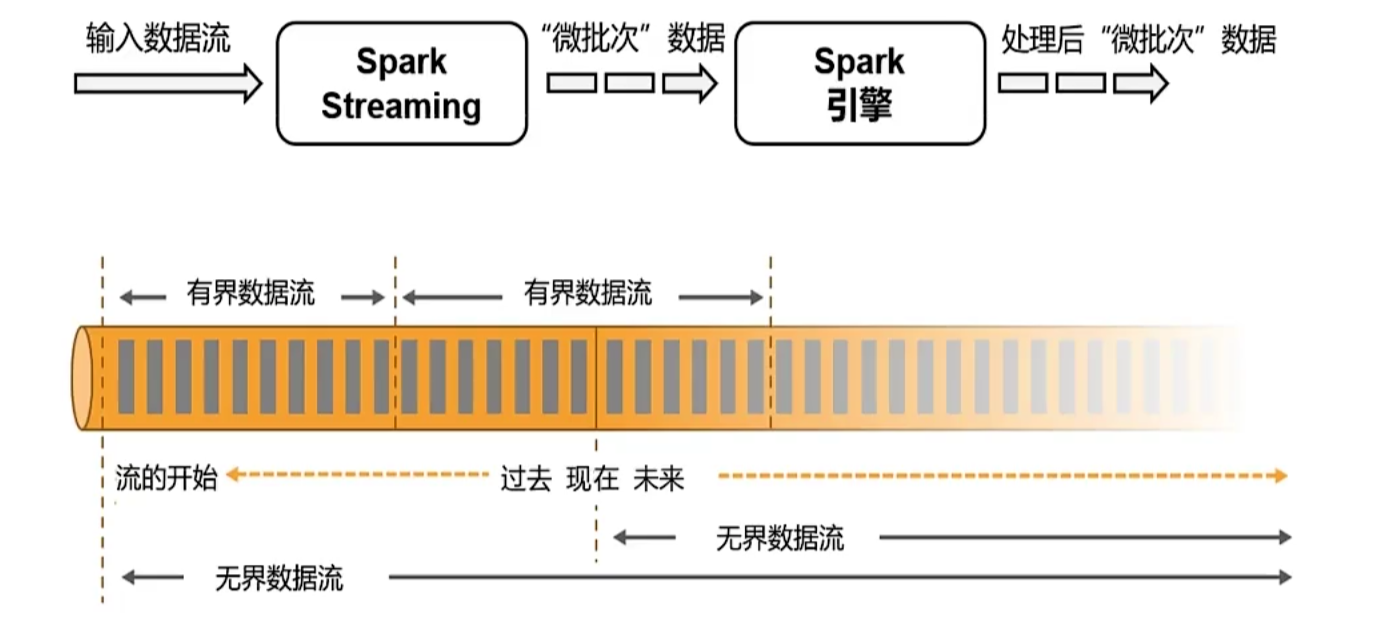 输入数据流
Spark
Streaming
“微批次” 数据
Spark
引擎
处理后 “微批次” 数据
有界数据流
有界数据流
流的开始
过去 现在 未来
无界数据流
无界数据流